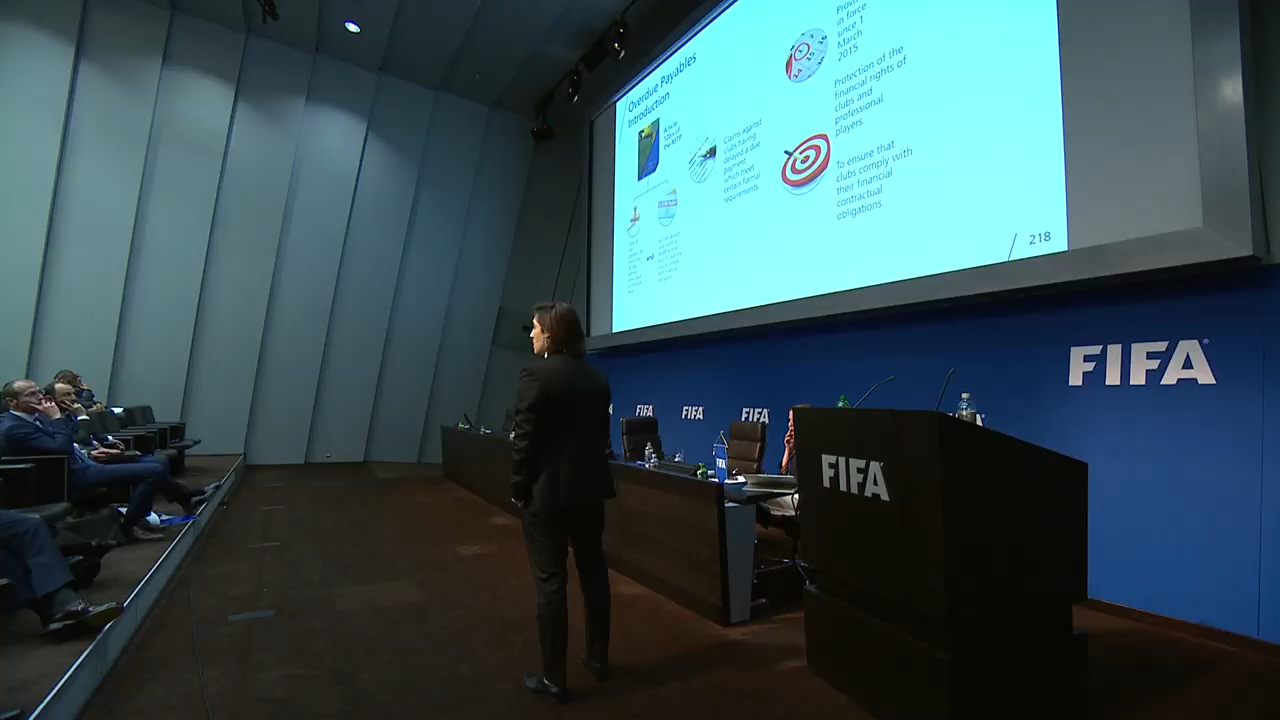 Overdue Payables
Introduction
Article
12bis of
the RSTP
Claims against
clubs having
delayed a due
payment
which meet
certain formal
requirements.
and
in force
since 1
March
2015
Protection of the
financial rights of
clubs and
professional
players.
To ensure that
clubs comply with
their financial
contractual
obligations.
218
FIFA
FIFA
FIFA
FIFA
FIFA
FIFA